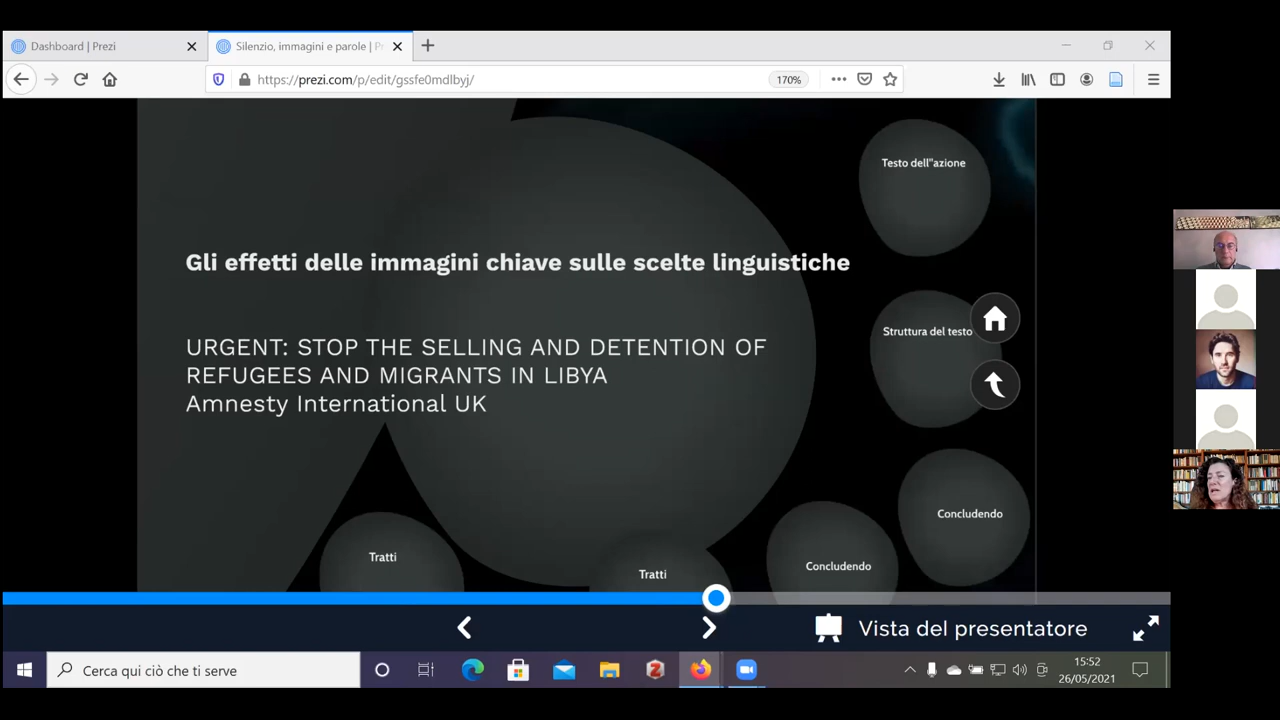 Dashboard | Prezi
Silenzio, immagini e parole | Pr
https://prezi.com/p/edit/gssfe0mdlbyj/
170%
Testo dell''azione
Gli effetti delle immagini chiave sulle scelte linguistiche
Struttura del testo
URGENT: STOP THE SELLING AND DETENTION OF
REFUGEES AND MIGRANTS IN LIBYA
Amnesty International UK
Concludendo
Tratti
Tratti
Concludendo
Vista del presentatore
Cerca qui ciò che ti serve
15:52
26/05/2021